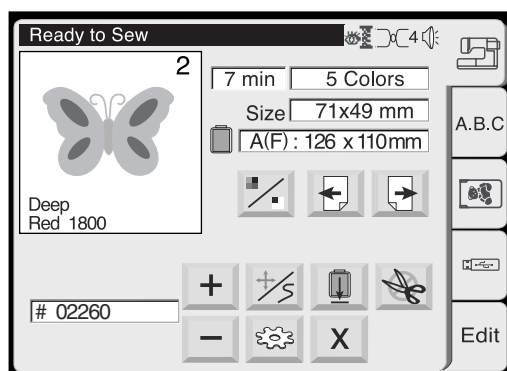 Ready to Sew
4
2
7 min
5 Colors
Size
71x49 mm
A(F) : 126 x 110mm
A.B.C
Deep
Red 1800
+
# 02260
−
X
Edit